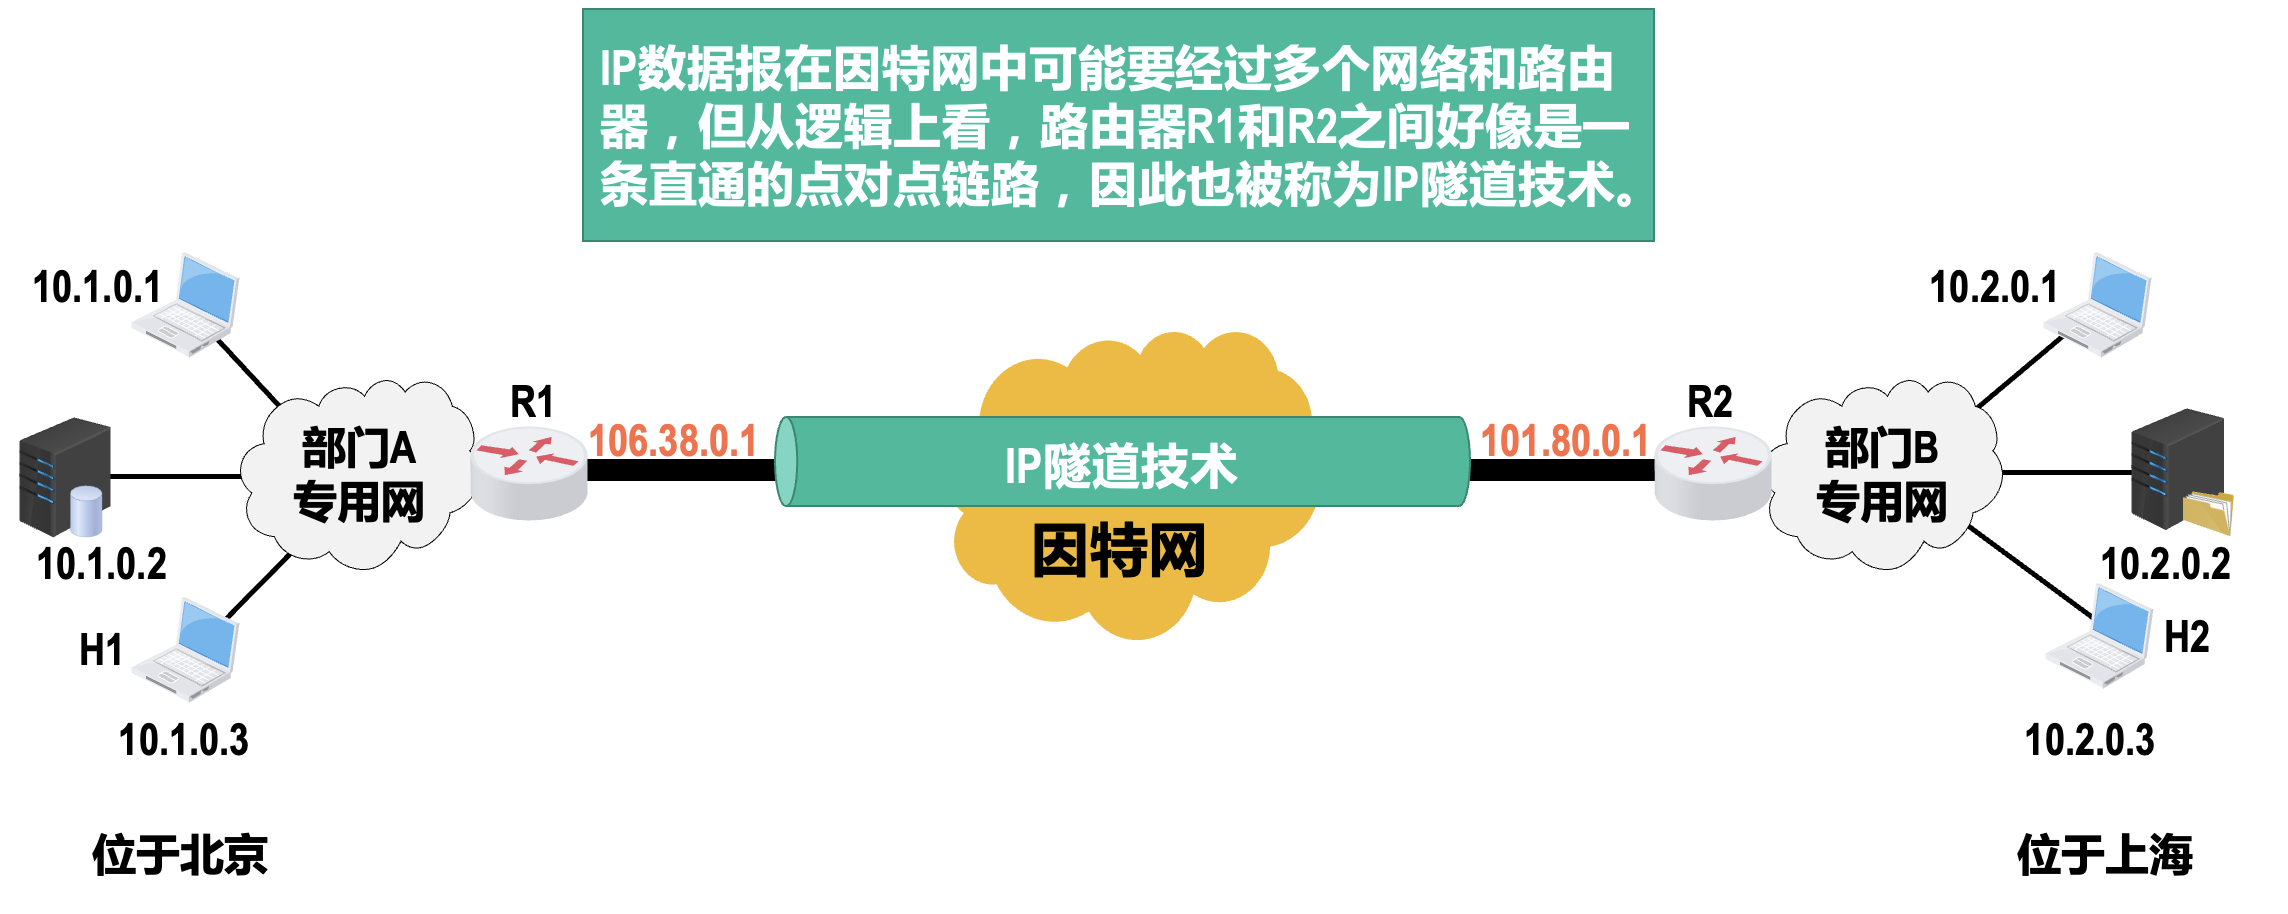 IP数据报在因特网中可能要经过多个网络和路由
器，但从逻辑上看，路由器R1和R2之间好像是一
条直通的点对点链路，因此也被称为IP隧道技术。
10.1.0.1
10.2.0.1
R1
R2
106.38.0.1
101.80.0.1
部门A
专用网
IP隧道技术
部门B
专用网
因特网
10.1.0.2
10.2.0.2
H1
H2
10.1.0.3
10.2.0.3
位于北京
位于上海